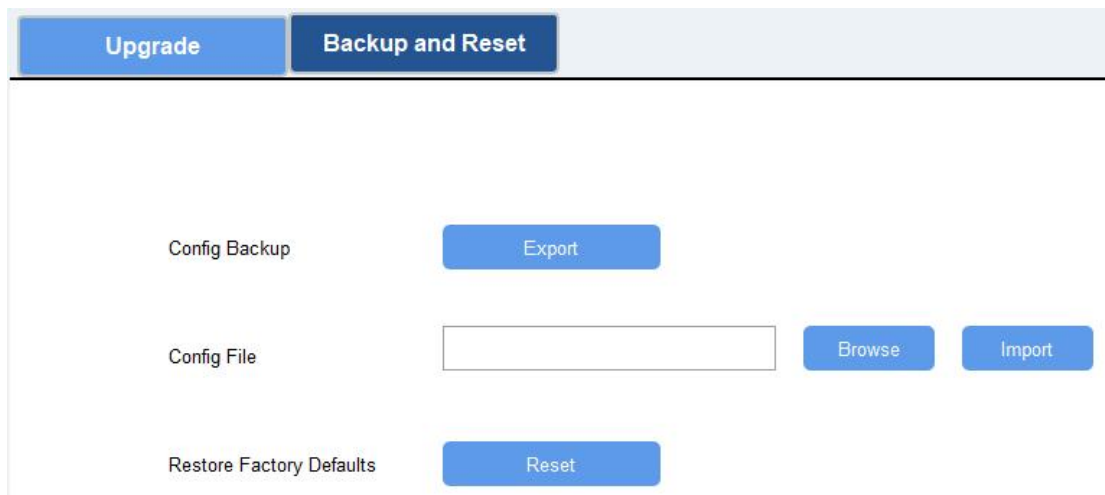 Upgrade Backup and Reset
Config Backup Export
Config File Browse Import
Restore Factory Defaults Reset